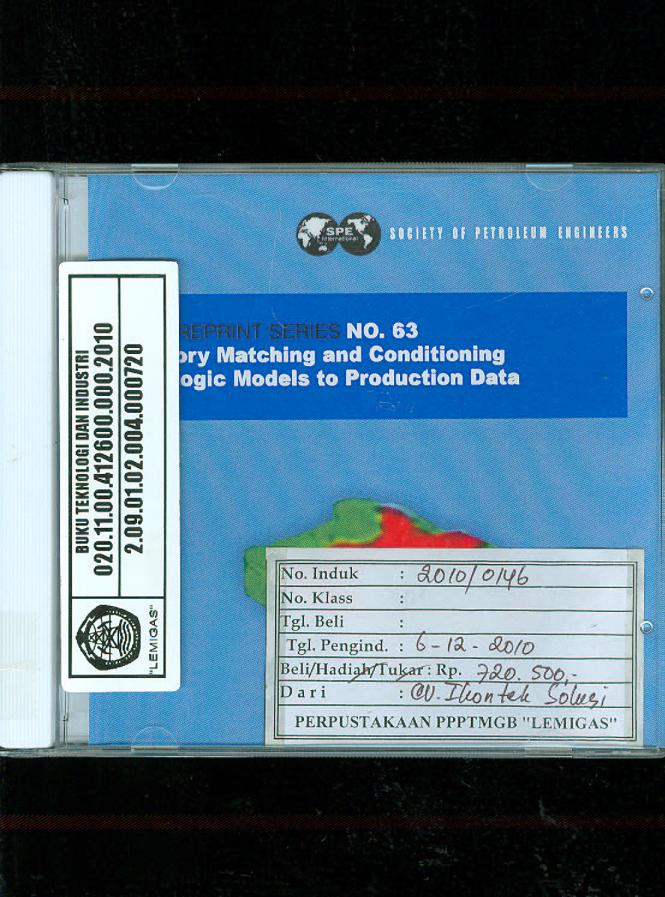 SPE
International
SOCIETY OF PETROLEUM ENGINEERS
REPRINT SERIES NO. 63
ory Matching and Conditioning
logic Models to Production Data
BUKU TEKNOLOGI DAN INDUSTRI
020.11.00.412600.000.2010
2.09.01.02.004.000720
"LEMIGAS"
No. Induk : 2010/0146
No. Klass :
Tgl. Beli :
Tgl. Pengind. : 6-12-2010
Beli/Hadiah/Tukar : Rp. 720.500,-
Dari : CV. Ikontek Solusi
PERPUSTAKAAN PPPTMGB "LEMIGAS"